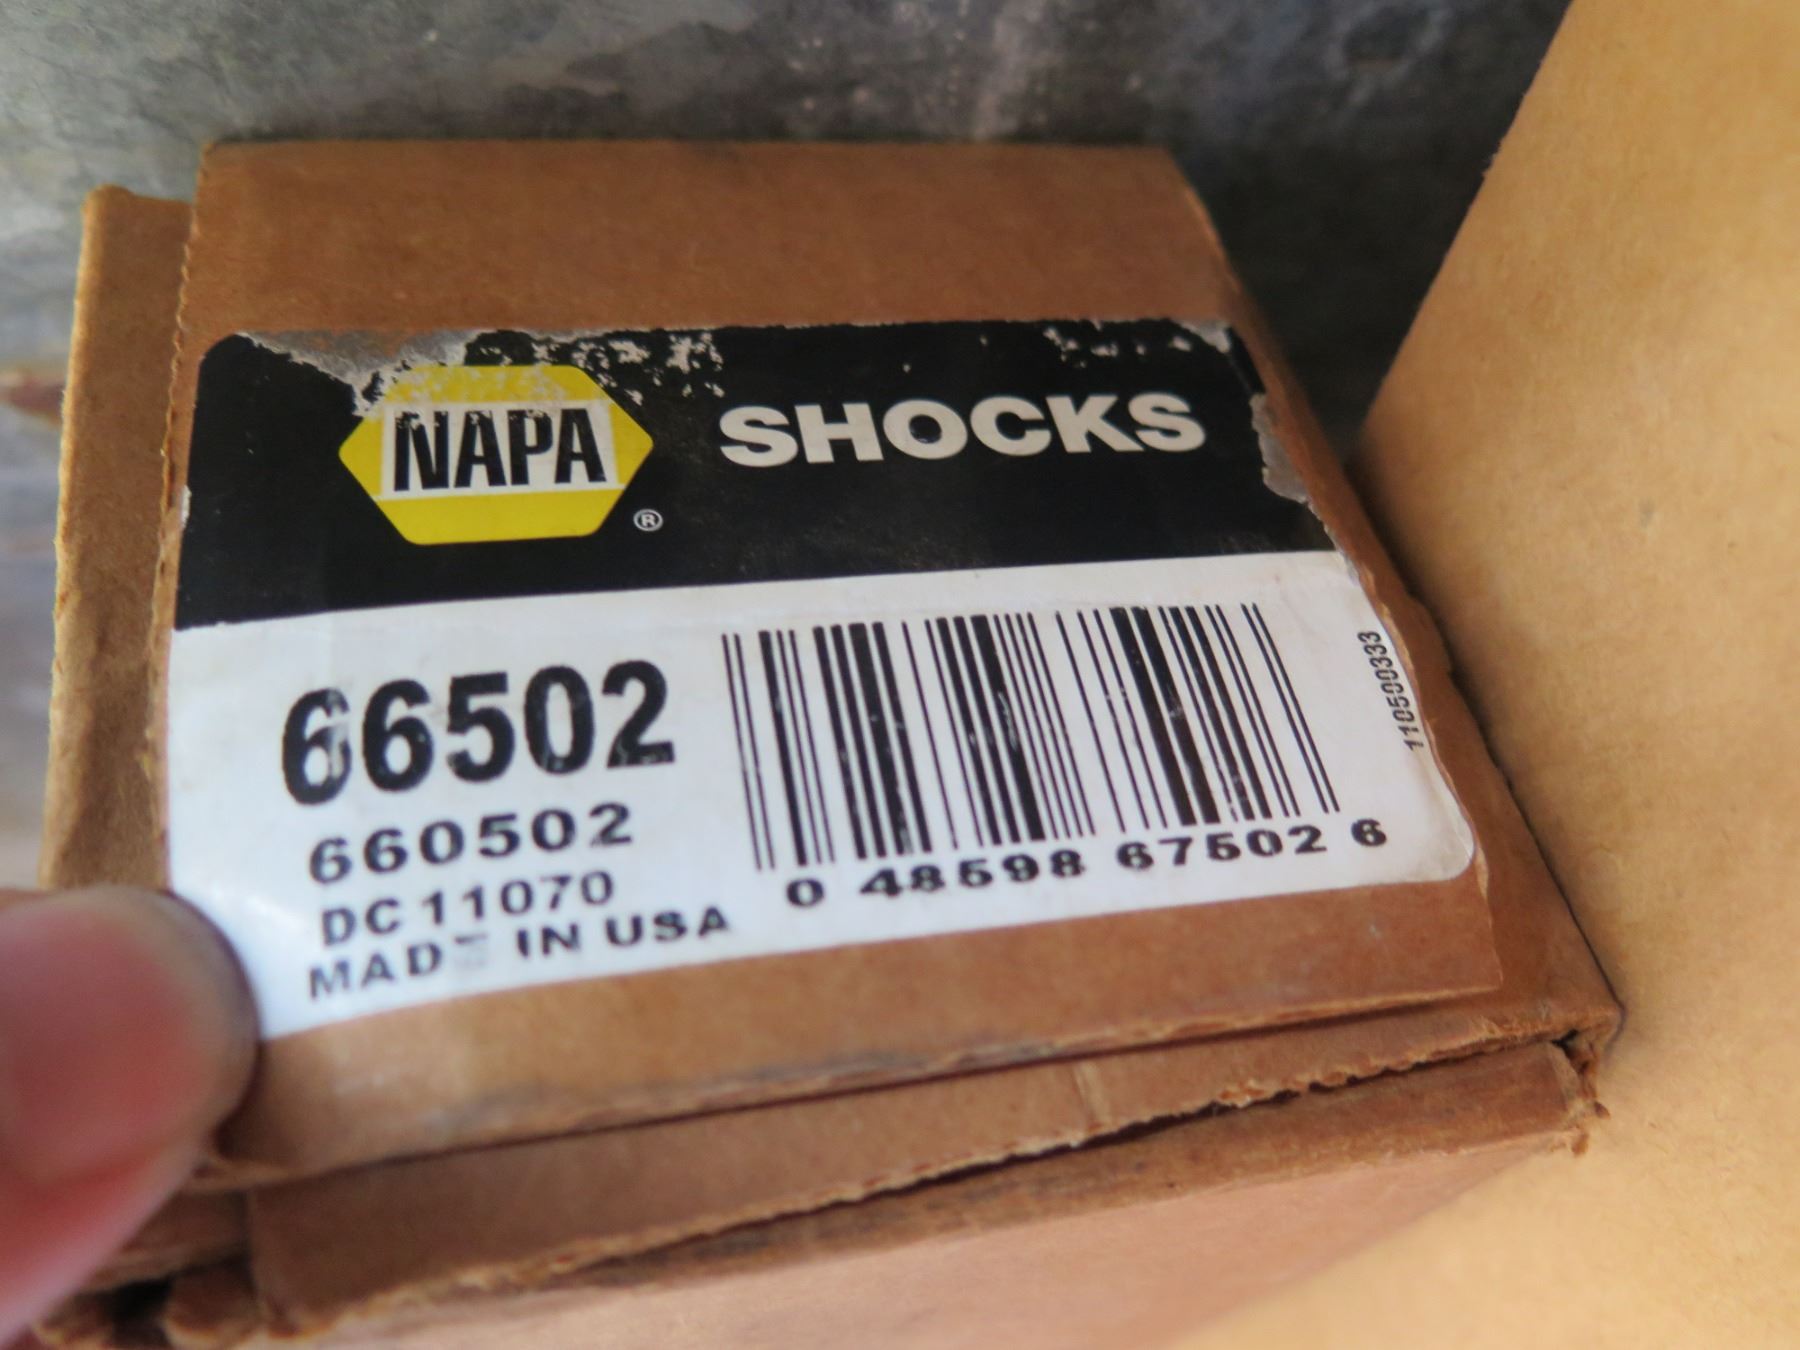 NAPA ® SHOCKS
66502
660502
DC 11070
MADE IN USA
0 48598 67502 6
110500333